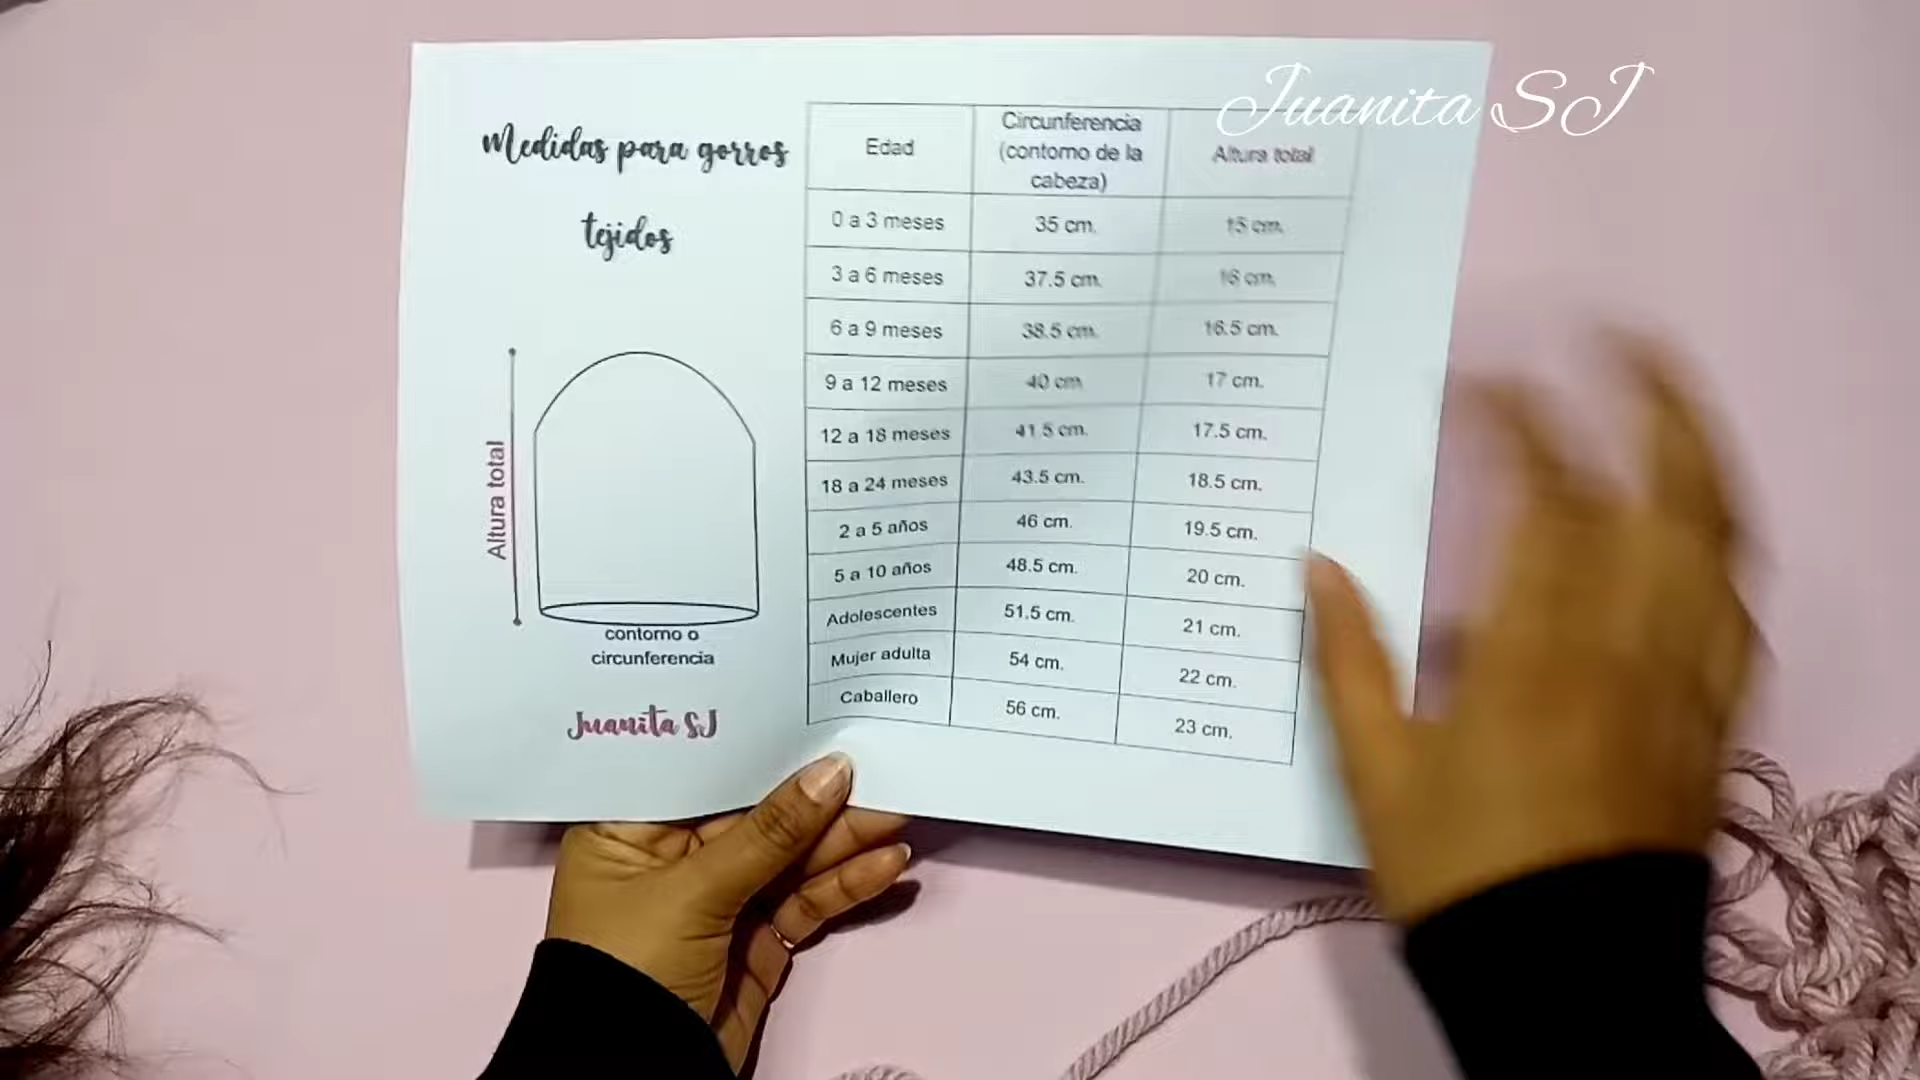 Juanita SJ
Medidas para gorros
tejidos
Altura total
contorno o
circunferencia
Juanita SJ
Edad
Circunferencia
(contorno de la
cabeza)
Altura total
0 a 3 meses 35 cm. 15 cm.
3 a 6 meses 37.5 cm. 16 cm.
6 a 9 meses 38.5 cm. 16.5 cm.
9 a 12 meses 40 cm 17 cm.
12 a 18 meses 41.5 cm. 17.5 cm.
18 a 24 meses 43.5 cm. 18.5 cm.
2 a 5 años 46 cm. 19.5 cm.
5 a 10 años 48.5 cm. 20 cm.
Adolescentes 51.5 cm. 21 cm.
Mujer adulta 54 cm. 22 cm.
Caballero 56 cm. 23 cm.